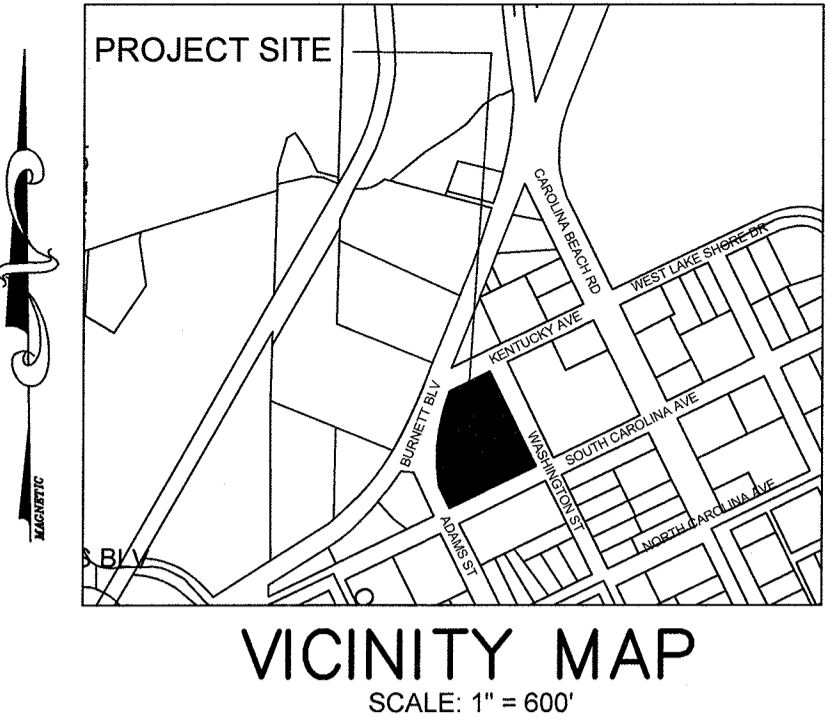 PROJECT SITE
CAROLINA BEACH RD
WEST LAKE SHORE DR
KENTUCKY AVE
BURNETT BLV
SOUTH CAROLINA AVE
WASHINGTON ST
NORTH CAROLINA AVE
ADAMS ST
S BLV
MAGNETIC
VICINITY MAP
SCALE: 1" = 600'